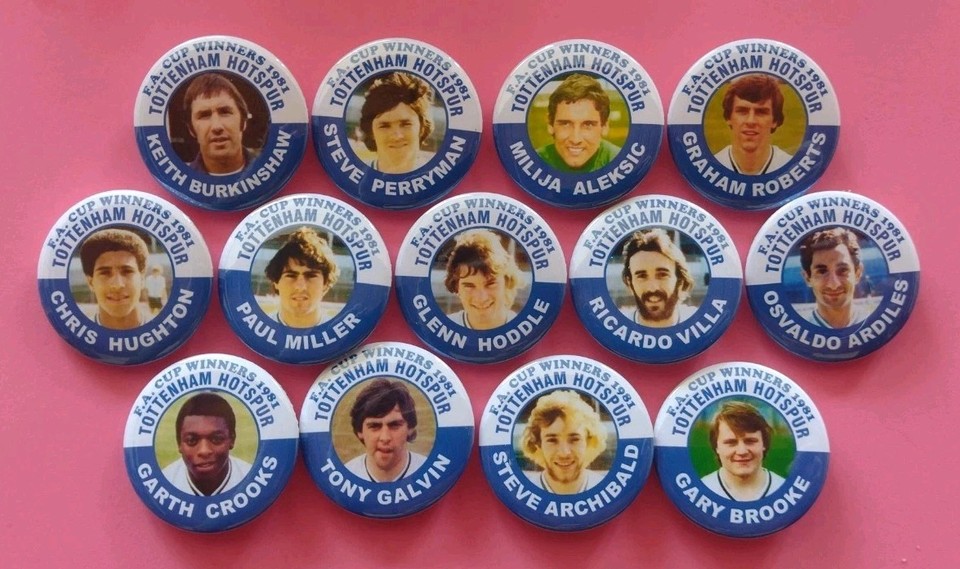 F.A. CUP WINNERS 1981
TOTTENHAM HOTSPUR
KEITH BURKINSHAW
F.A. CUP WINNERS 1981
TOTTENHAM HOTSPUR
STEVE PERRYMAN
F.A. CUP WINNERS 1981
TOTTENHAM HOTSPUR
MILIJA ALEKSIC
F.A. CUP WINNERS 1981
TOTTENHAM HOTSPUR
GRAHAM ROBERTS
F.A. CUP WINNERS 1981
TOTTENHAM HOTSPUR
CHRIS HUGHTON
F.A. CUP WINNERS 1981
TOTTENHAM HOTSPUR
PAUL MILLER
F.A. CUP WINNERS 1981
TOTTENHAM HOTSPUR
GLENN HODDLE
F.A. CUP WINNERS 1981
TOTTENHAM HOTSPUR
RICARDO VILLA
F.A. CUP WINNERS 1981
TOTTENHAM HOTSPUR
OSVALDO ARDILES
F.A. CUP WINNERS 1981
TOTTENHAM HOTSPUR
GARTH CROOKS
F.A. CUP WINNERS 1981
TOTTENHAM HOTSPUR
TONY GALVIN
F.A. CUP WINNERS 1981
TOTTENHAM HOTSPUR
STEVE ARCHIBALD
F.A. CUP WINNERS 1981
TOTTENHAM HOTSPUR
GARY BROOKE